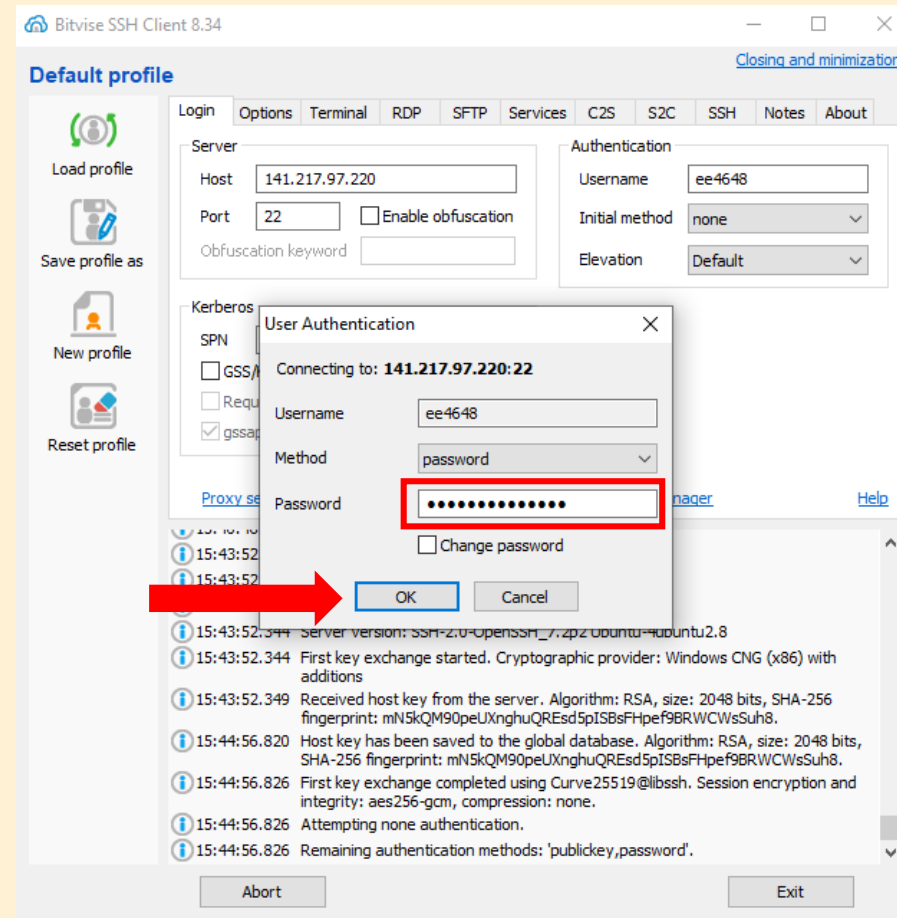 Bitvise SSH Client 8.34
Default profile
Closing and minimization
Load profile
Save profile as
New profile
Reset profile
Login Options Terminal RDP SFTP Services C2S S2C SSH Notes About
Server
Host 141.217.97.220
Port 22 Enable obfuscation
Obfuscation keyword
Authentication
Username ee4648
Initial method none
Elevation Default
Kerberos
SPN
User Authentication
Connecting to: 141.217.97.220:22
Username ee4648
Method password
Password ••••••••••••••
Change password
OK Cancel
Help
15:43:52
15:43:52
15:43:52.344 Server version: SSH-2.0-OpenSSH_7.2p2 Ubuntu-4ubuntu2.8
15:43:52.344 First key exchange started. Cryptographic provider: Windows CNG (x86) with
additions
15:43:52.349 Received host key from the server. Algorithm: RSA, size: 2048 bits, SHA-256
fingerprint: mN5kQM90peUXnghuQREsd5pISBsFHpef9BRWCWsSuh8.
15:44:56.820 Host key has been saved to the global database. Algorithm: RSA, size: 2048 bits,
SHA-256 fingerprint: mN5kQM90peUXnghuQREsd5pISBsFHpef9BRWCWsSuh8.
15:44:56.826 First key exchange completed using Curve25519@libssh. Session encryption and
integrity: aes256-gcm, compression: none.
15:44:56.826 Attempting none authentication.
15:44:56.826 Remaining authentication methods: 'publickey,password'.
Abort Exit